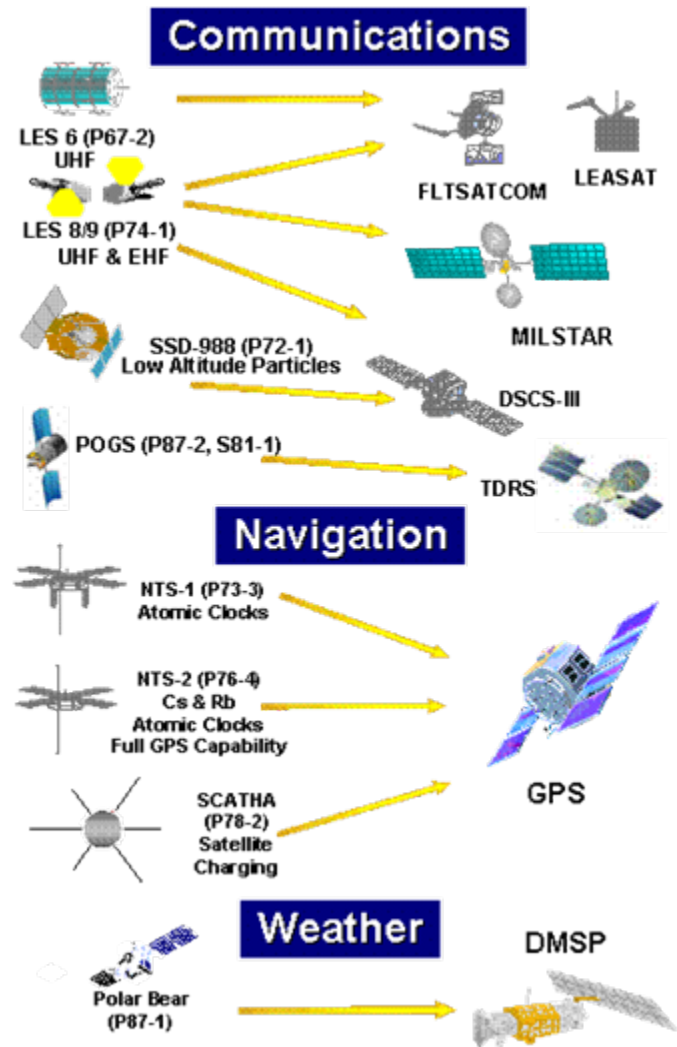 Communications
LES 6 (P67-2)
UHF
FLTSATCOM
LEASAT
LES 8/9 (P74-1)
UHF & EHF
MILSTAR
SSD-988 (P72-1)
Low Altitude Particles
DSCS-III
POGS (P87-2, S81-1)
TDRS
Navigation
NTS-1 (P73-3)
Atomic Clocks
NTS-2 (P76-4)
Cs & Rb
Atomic Clocks
Full GPS Capability
GPS
SCATHA
(P78-2)
Satellite
Charging
Weather
DMSP
Polar Bear
(P87-1)